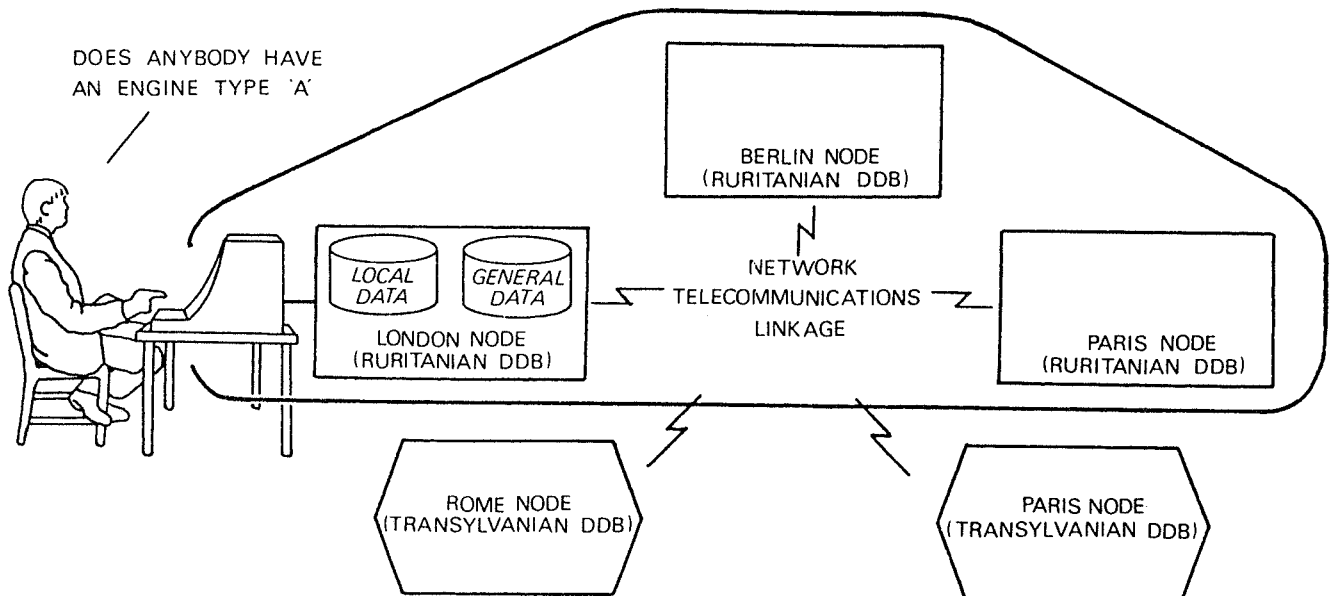 DOES ANYBODY HAVE
AN ENGINE TYPE 'A'
BERLIN NODE
(RURITANIAN DDB)
LOCAL
DATA
GENERAL
DATA
LONDON NODE
(RURITANIAN DDB)
NETWORK
TELECOMMUNICATIONS
LINKAGE
PARIS NODE
(RURITANIAN DDB)
ROME NODE
(TRANSYLVANIAN DDB)
PARIS NODE
(TRANSYLVANIAN DDB)